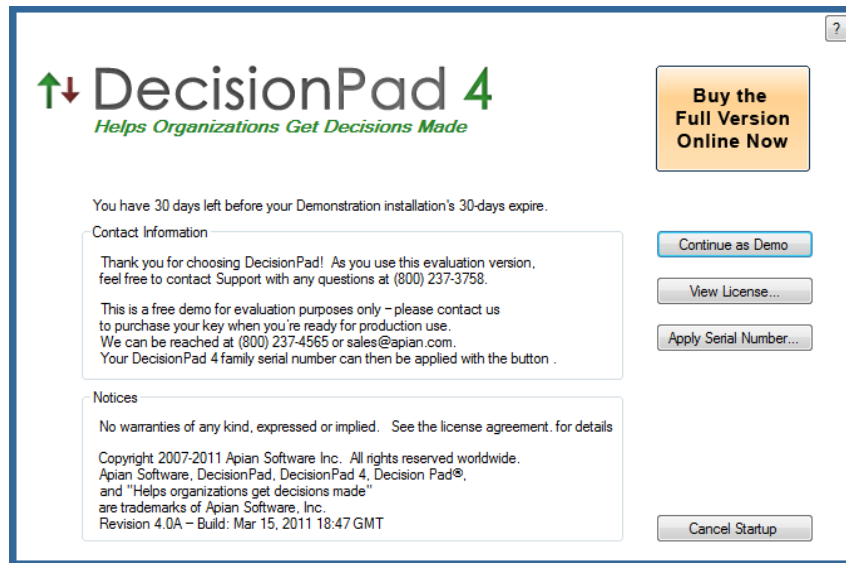 ?
DecisionPad 4
Helps Organizations Get Decisions Made
Buy the
Full Version
Online Now
You have 30 days left before your Demonstration installation's 30-days expire.
Contact Information
Thank you for choosing DecisionPad!  As you use this evaluation version,
feel free to contact Support with any questions at (800) 237-3758.
This is a free demo for evaluation purposes only – please contact us
to purchase your key when you're ready for production use.
We can be reached at (800) 237-4565 or sales@apian.com.
Your DecisionPad 4 family serial number can then be applied with the button .
Continue as Demo
View License...
Apply Serial Number...
Notices
No warranties of any kind, expressed or implied.   See the license agreement. for details
Copyright 2007-2011 Apian Software Inc.  All rights reserved worldwide.
Apian Software, DecisionPad, DecisionPad 4, Decision Pad®,
and "Helps organizations get decisions made"
are trademarks of Apian Software, Inc.
Revision 4.0A – Build: Mar 15, 2011 18:47 GMT
Cancel Startup